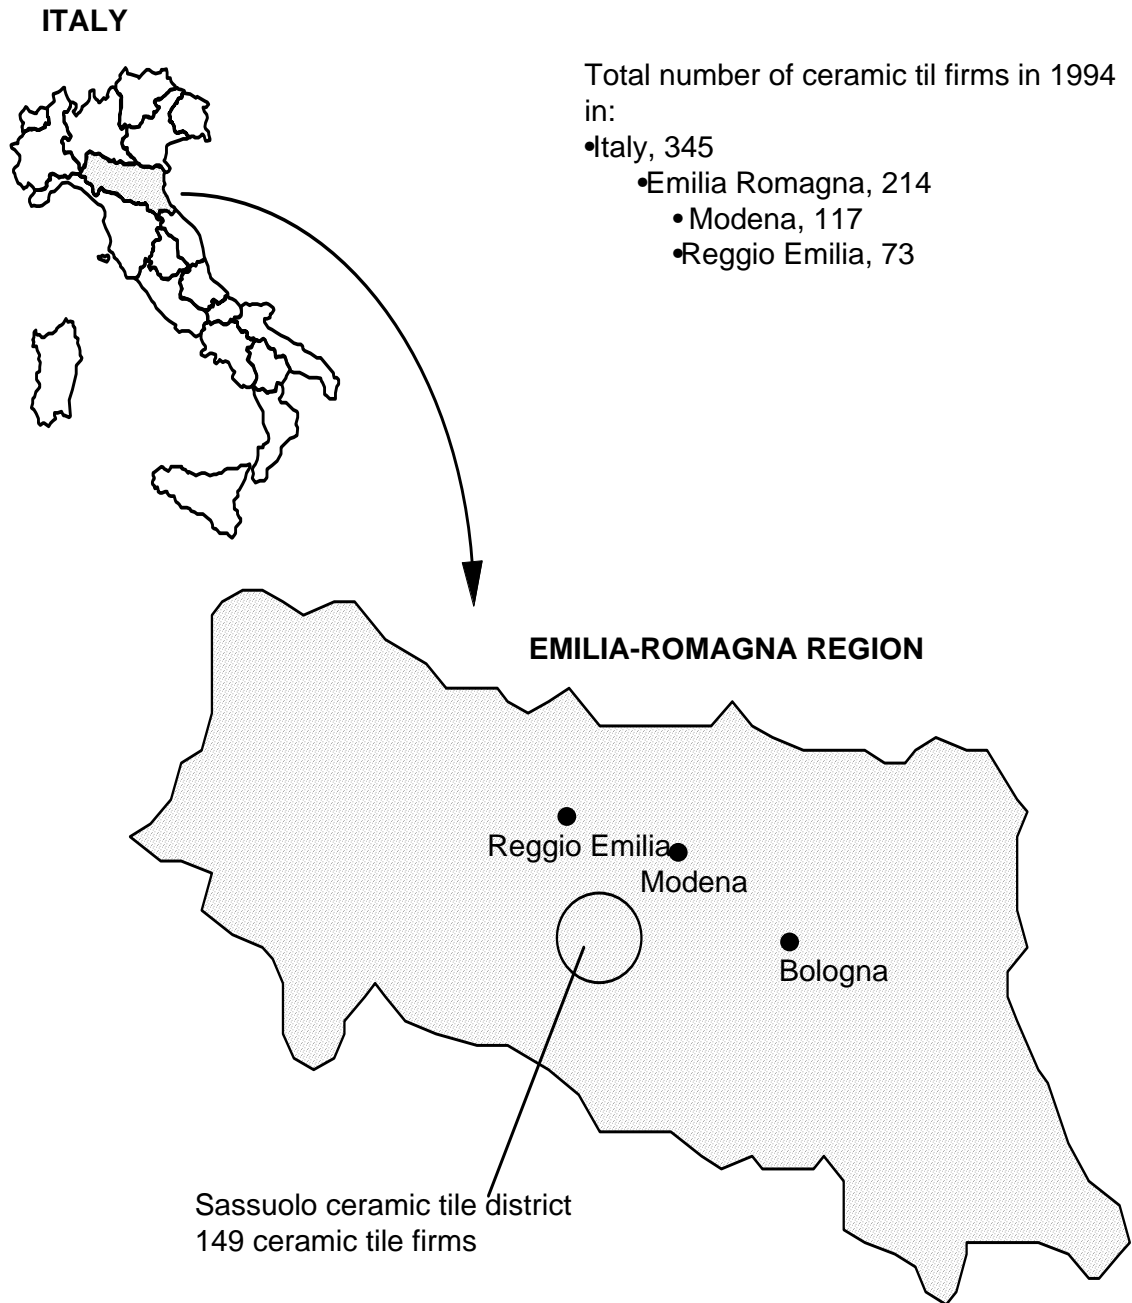 ITALY
Total number of ceramic til firms in 1994
in:
•Italy, 345
•Emilia Romagna, 214
• Modena, 117
•Reggio Emilia, 73
EMILIA-ROMAGNA REGION
Reggio Emilia
Modena
Bologna
Sassuolo ceramic tile district
149 ceramic tile firms